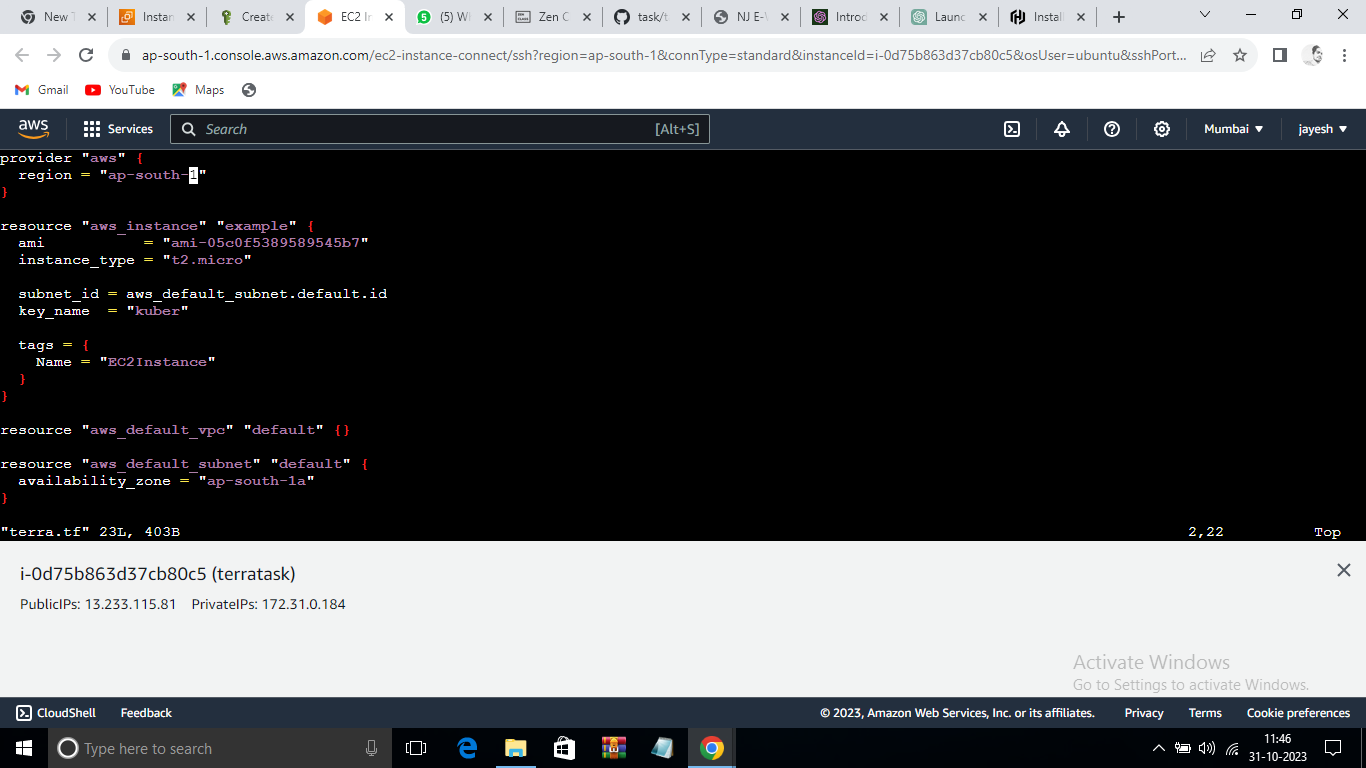 New T
Instan
Create
EC2 In
(5) Wh
Zen C
task/t
NJ E-
Introd
Launc
Install
ap-south-1.console.aws.amazon.com/ec2-instance-connect/ssh?region=ap-south-1&connType=standard&instanceId=i-0d75b863d37cb80c5&osUser=ubuntu&sshPort...
Gmail
YouTube
Maps
aws
Services
Search
[Alt+S]
Mumbai
jayesh
provider "aws" {
  region = "ap-south-1"
}
resource "aws_instance" "example" {
  ami           = "ami-05c0f5389589545b7"
  instance_type = "t2.micro"
  subnet_id = aws_default_subnet.default.id
  key_name  = "kuber"
  tags = {
    Name = "EC2Instance"
  }
}
resource "aws_default_vpc" "default" {}
resource "aws_default_subnet" "default" {
  availability_zone = "ap-south-1a"
}
"terra.tf" 23L, 403B
2,22
Top
i-0d75b863d37cb80c5 (terratask)
PublicIPs: 13.233.115.81 PrivateIPs: 172.31.0.184
Activate Windows
Go to Settings to activate Windows.
CloudShell
Feedback
© 2023, Amazon Web Services, Inc. or its affiliates.
Privacy
Terms
Cookie preferences
Type here to search
11:46
31-10-2023